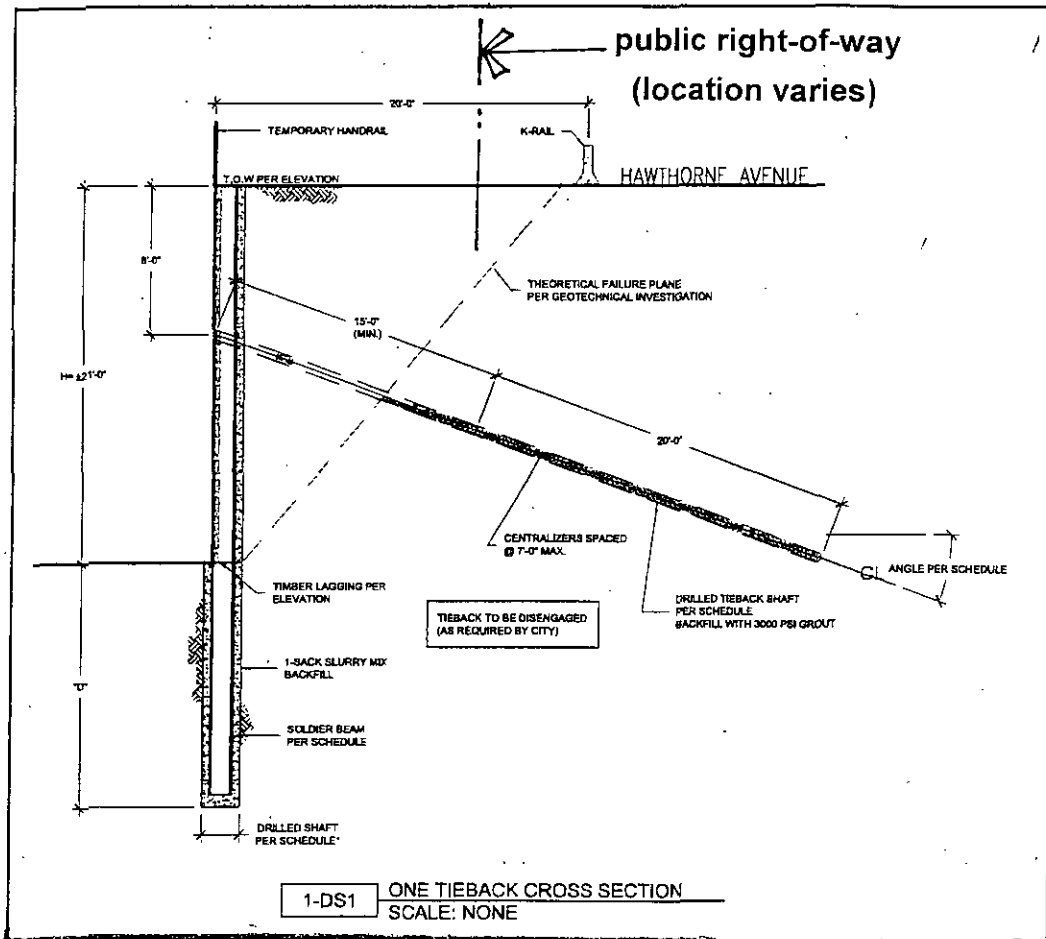 public right-of-way
(location varies)
20'-0"
TEMPORARY HANDRAIL
K-RAIL
T.O.W PER ELEVATION
HAWTHORNE AVENUE
8'-0"
THEORETICAL FAILURE PLANE
PER GEOTECHNICAL INVESTIGATION
15'-0"
(MIN.)
H= ±21'-0"
20'-0"
CENTRALIZERS SPACED
@ 7'-0" MAX.
CL ANGLE PER SCHEDULE
TIMBER LAGGING PER
ELEVATION
DRILLED TIEBACK SHAFT
PER SCHEDULE
BACKFILL WITH 3000 PSI GROUT
TIEBACK TO BE DISENGAGED
(AS REQUIRED BY CITY)
1-SACK SLURRY MIX
BACKFILL
"D"
SOLDIER BEAM
PER SCHEDULE
DRILLED SHAFT
PER SCHEDULE
1-DS1
ONE TIEBACK CROSS SECTION
SCALE: NONE